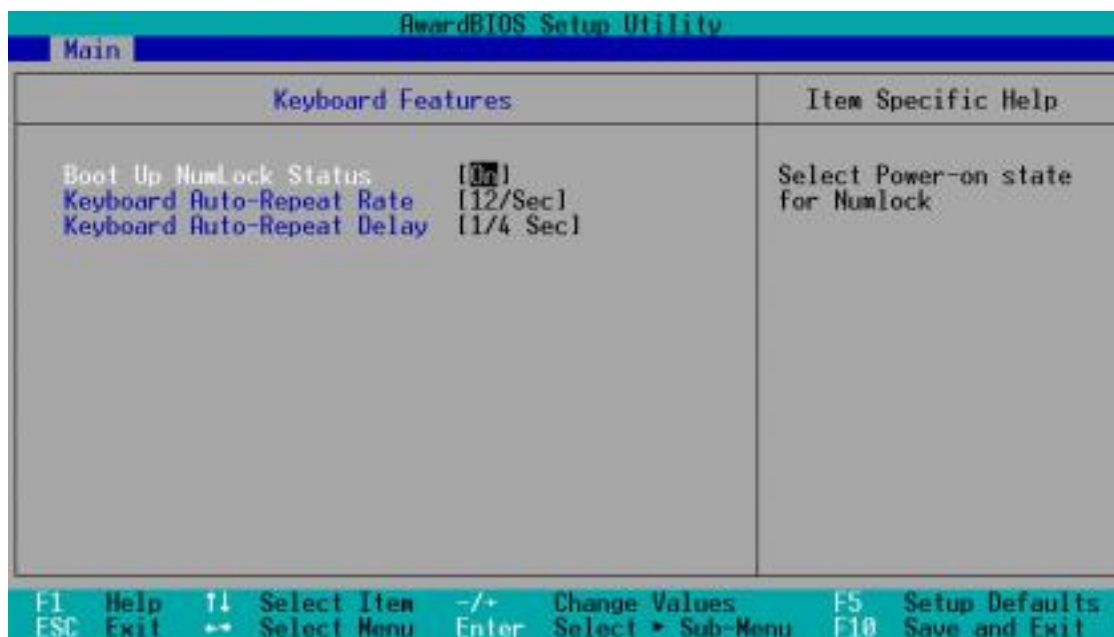 AwardBIOS Setup Utility
Main
Keyboard Features
Item Specific Help
Boot Up NumLock Status [On]
Keyboard Auto-Repeat Rate [12/Sec]
Keyboard Auto-Repeat Delay [1/4 Sec]
Select Power-on state
for Numlock
F1 Help ↑↓ Select Item -/+ Change Values F5 Setup Defaults
ESC Exit ←→ Select Menu Enter Select ► Sub-Menu F10 Save and Exit